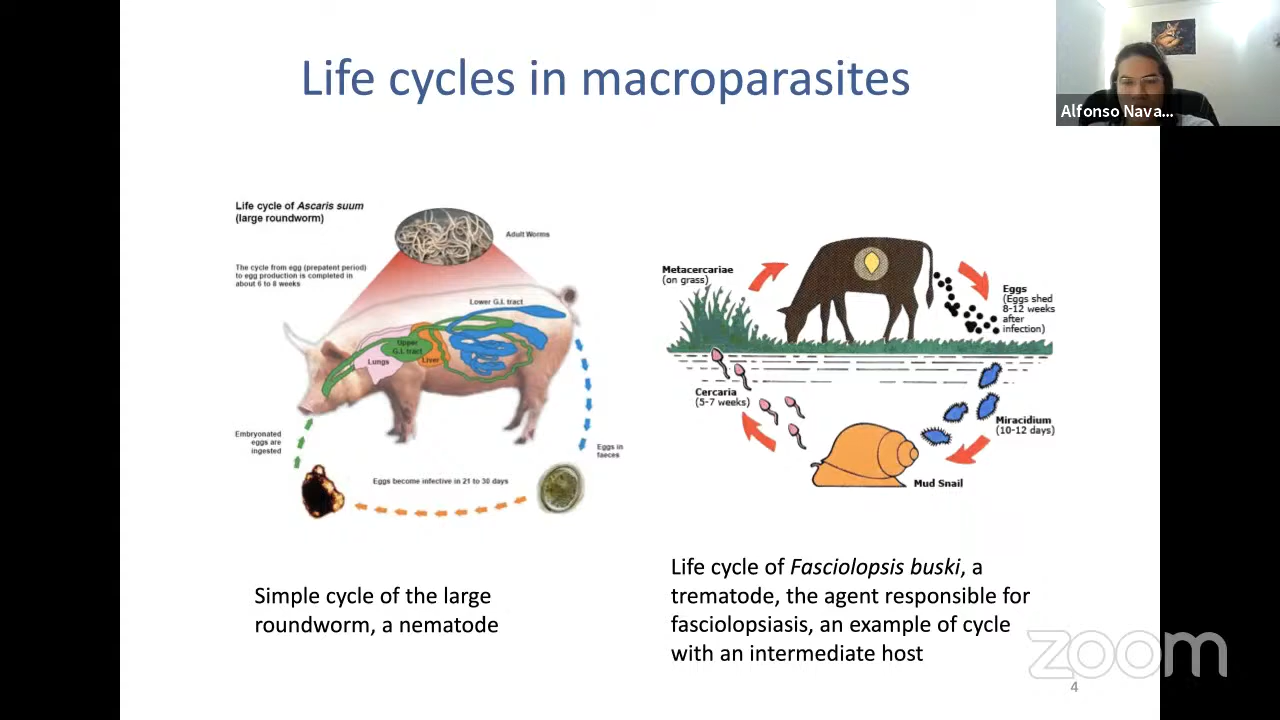 Life cycles in macroparasites
Alfonso Nava...
Life cycle of Ascaris suum
(large roundworm)
Adult Worms
The cycle from egg (prepatent period)
to egg production is completed in
about 6 to 8 weeks
Lower G.I. tract
Upper
G.I. tract
Lungs
Liver
Embryonated
eggs are
ingested
Eggs in
faeces
Eggs become infective in 21 to 30 days
Metacercariae
(on grass)
Eggs
(Eggs shed
8-12 weeks
after
infection)
Cercaria
(5-7 weeks)
Miracidium
(10-12 days)
Mud Snail
Simple cycle of the large
roundworm, a nematode
Life cycle of Fasciolopsis buski, a
trematode, the agent responsible for
fasciolopsiasis, an example of cycle
with an intermediate host
zoom
4